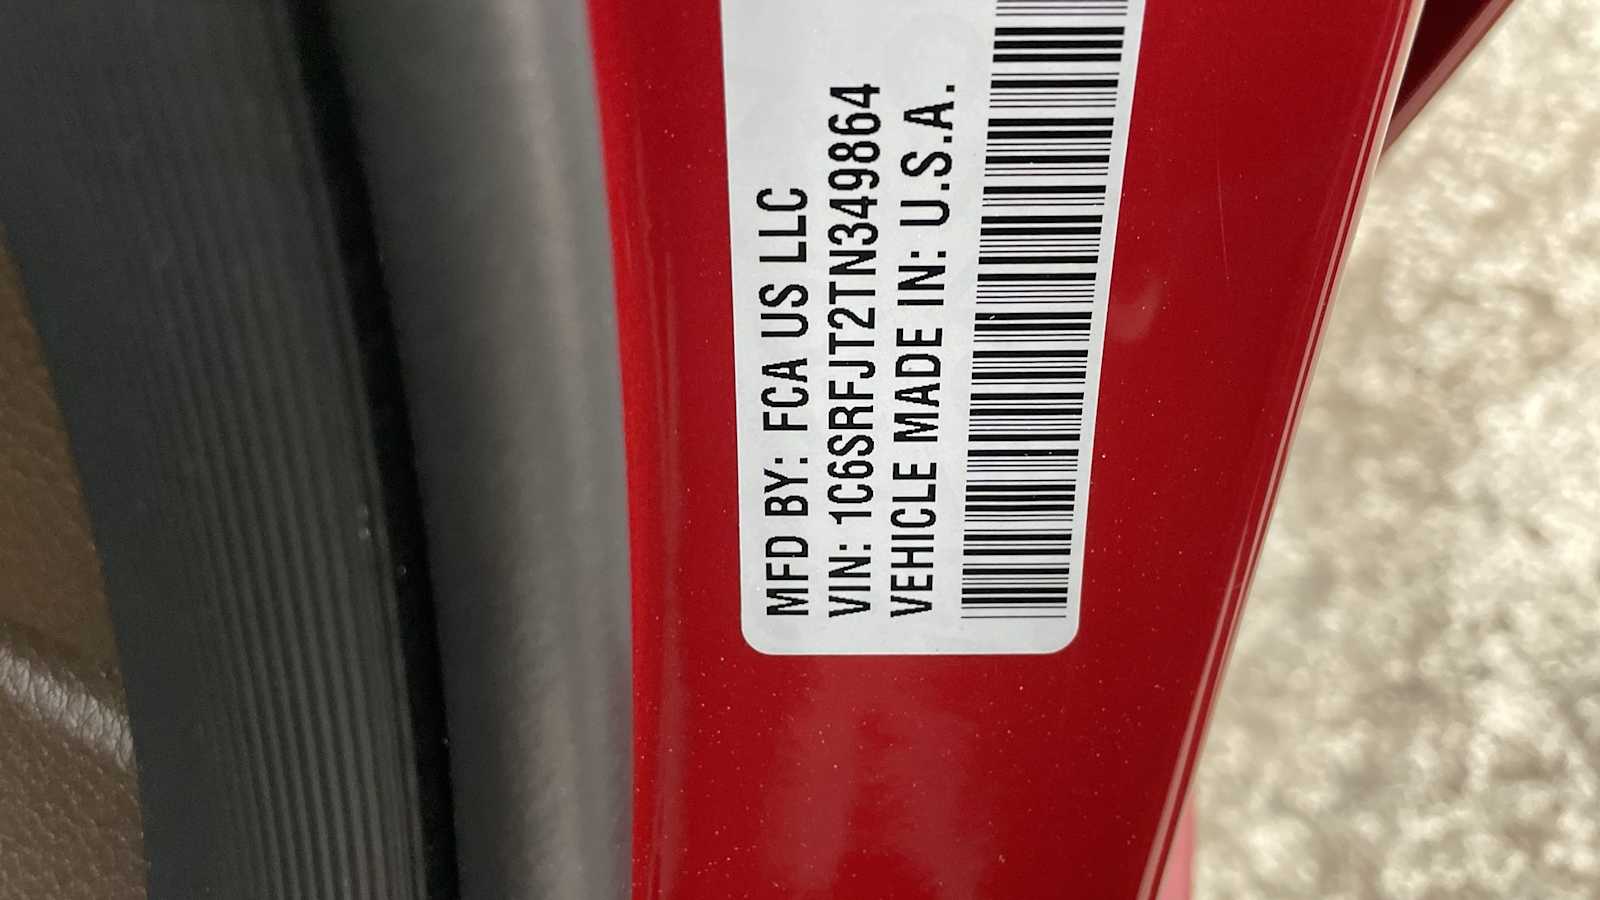 MFD BY: FCA US LLC
VIN: 1C6SRFJT2TN349864
VEHICLE MADE IN: U.S.A.